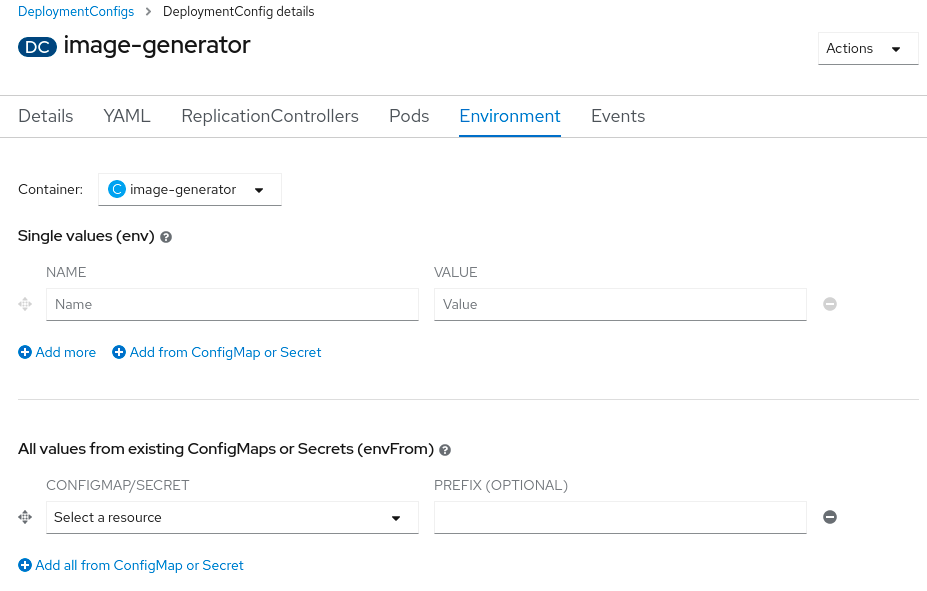 DeploymentConfigs > DeploymentConfig details
DC image-generator
Actions
Details YAML ReplicationControllers Pods Environment Events
Container: C image-generator
Single values (env) ?
NAME VALUE
Name Value
Add more Add from ConfigMap or Secret
All values from existing ConfigMaps or Secrets (envFrom) ?
CONFIGMAP/SECRET PREFIX (OPTIONAL)
Select a resource
Add all from ConfigMap or Secret